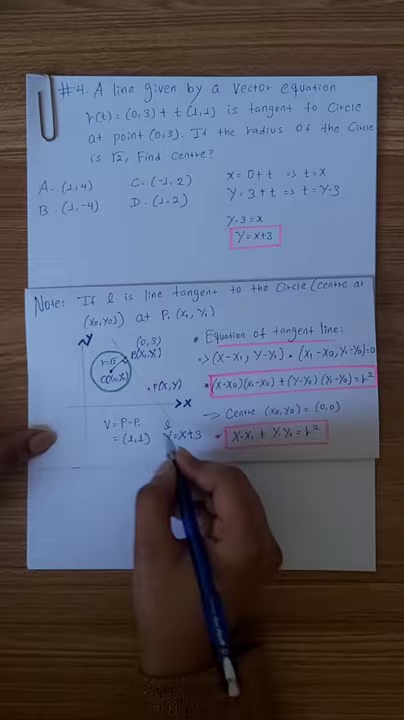 #4. A line given by a vector equation
r(t) = (0,3) + t(1,1) is tangent to Circle
at point (0,3). If the radius of the Circle
is √2, Find Centre?
A. (1,4) C. (-1,2)
B. (1,-4) D. (1,2)
x = 0+t => t=x
y = 3+t => t=y-3
y-3=x
y=x+3
Note: If l is line tangent to the Circle (centre at
(x0,y0) at P1 (x1,y1)
y
(0,3)
P1(x1,y1)
r=√2
C(x0,y0)
.P(x,y)
x
V = P-P1
= (1,1)
l
y=x+3
• Equation of tangent line:
=> (x-x1, y-y1) • (x1-x0, y1-y0)=0
• (x-x0)(x1-x0) + (y-y0)(y1-y0)=r²
-> Centre (x0,y0) = (0,0)
• x.x1 + y.y1 = r²